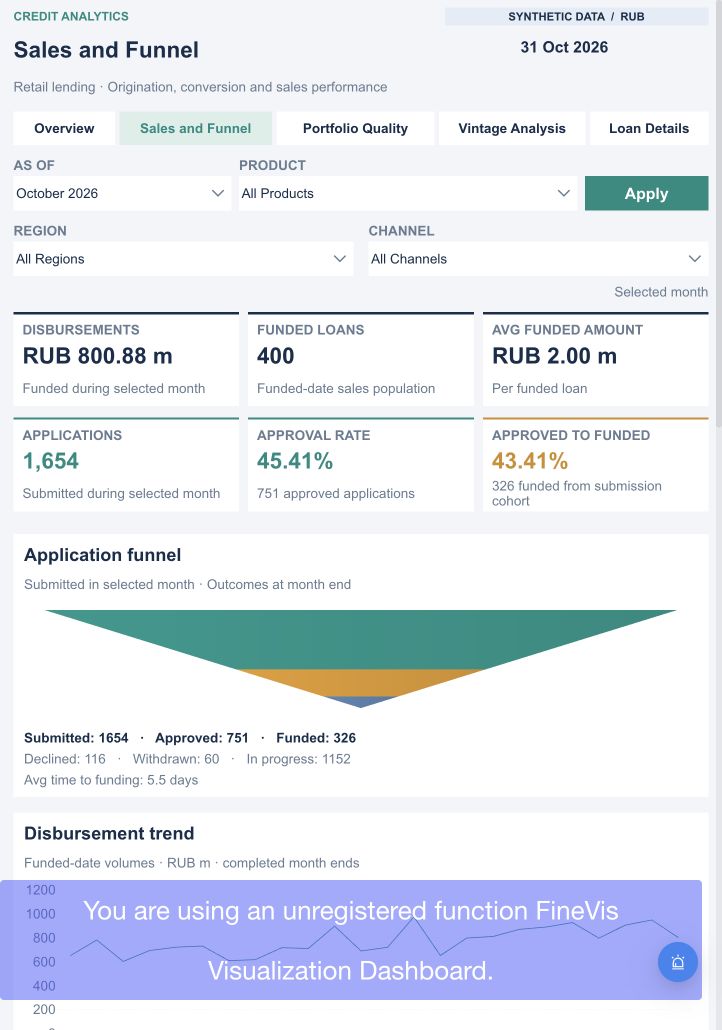 CREDIT ANALYTICS
SYNTHETIC DATA / RUB
Sales and Funnel
31 Oct 2026
Retail lending · Origination, conversion and sales performance
Overview
Sales and Funnel
Portfolio Quality
Vintage Analysis
Loan Details
AS OF
PRODUCT
October 2026
All Products
Apply
REGION
CHANNEL
All Regions
All Channels
Selected month
DISBURSEMENTS
RUB 800.88 m
Funded during selected month
FUNDED LOANS
400
Funded-date sales population
AVG FUNDED AMOUNT
RUB 2.00 m
Per funded loan
APPLICATIONS
1,654
Submitted during selected month
APPROVAL RATE
45.41%
751 approved applications
APPROVED TO FUNDED
43.41%
326 funded from submission
cohort
Application funnel
Submitted in selected month · Outcomes at month end
Submitted: 1654 · Approved: 751 · Funded: 326
Declined: 116 · Withdrawn: 60 · In progress: 1152
Avg time to funding: 5.5 days
Disbursement trend
Funded-date volumes · RUB m · completed month ends
1200
1000
800
600
400
200
You are using an unregistered function FineVis
Visualization Dashboard.